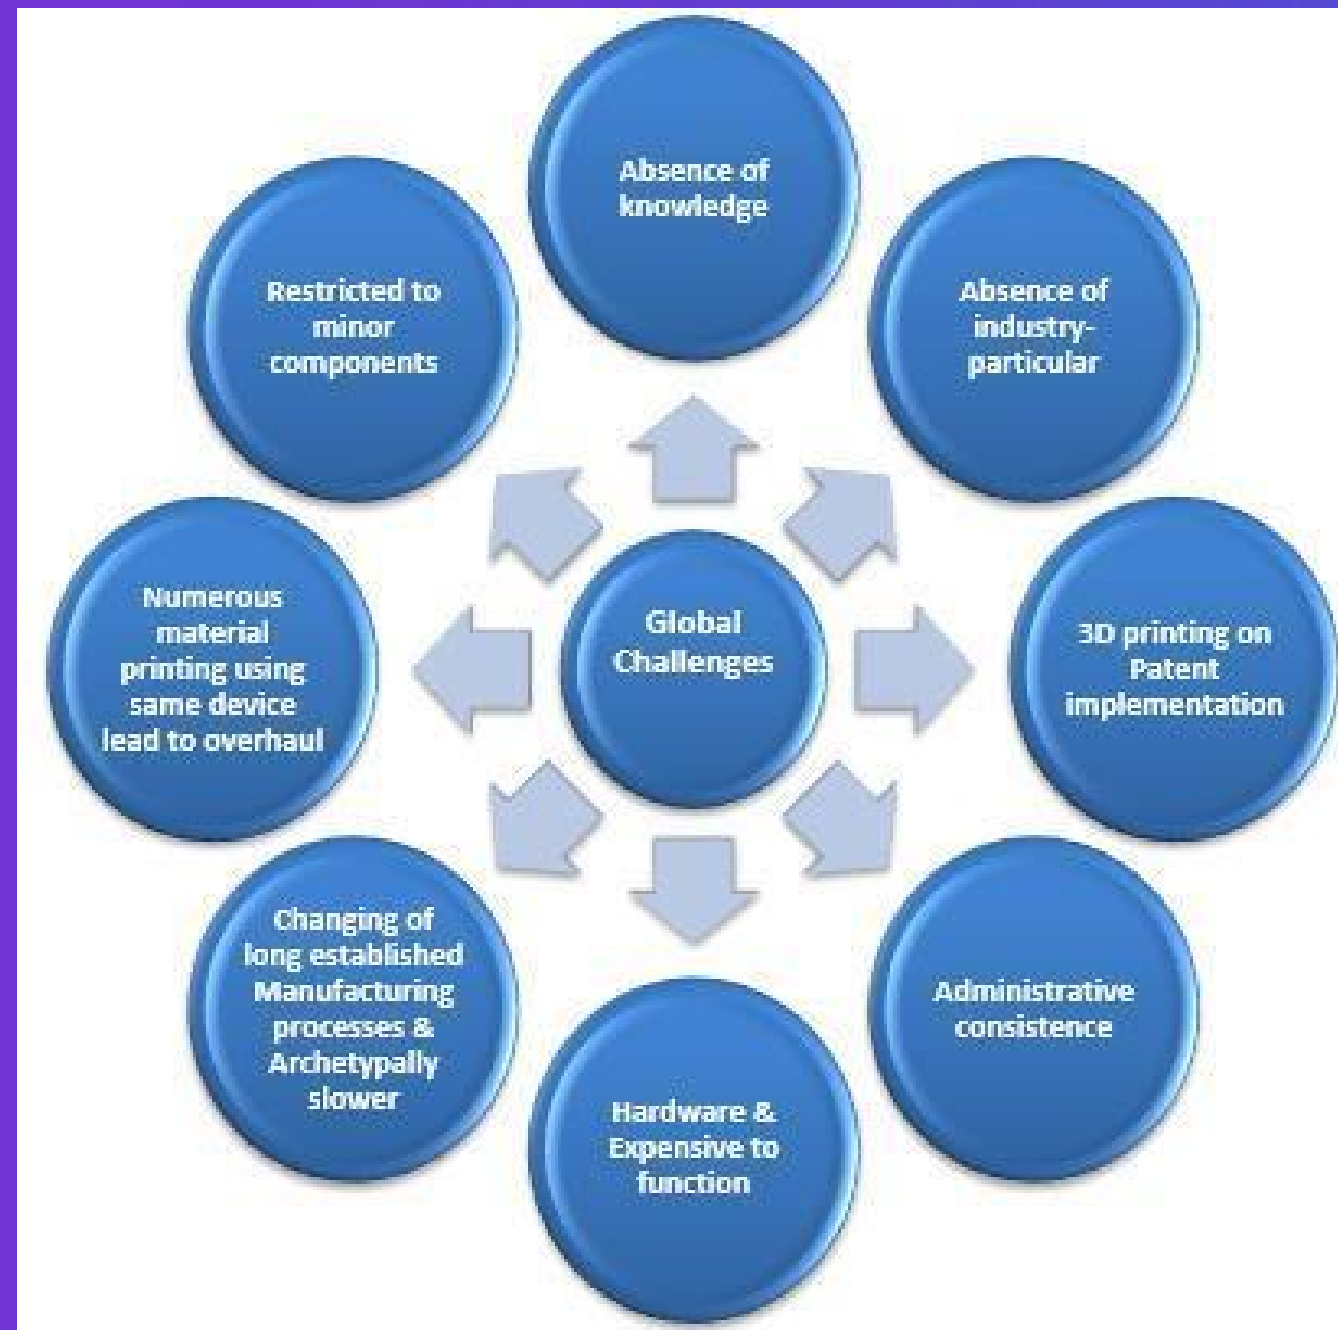 Absence of
knowledge
Restricted to
minor
components
Absence of
industry-
particular
Numerous
material
printing using
same device
lead to overhaul
Global
Challenges
3D printing on
Patent
implementation
Changing of
long established
Manufacturing
processes &
Archetypally
slower
Administrative
consistence
Hardware &
Expensive to
function